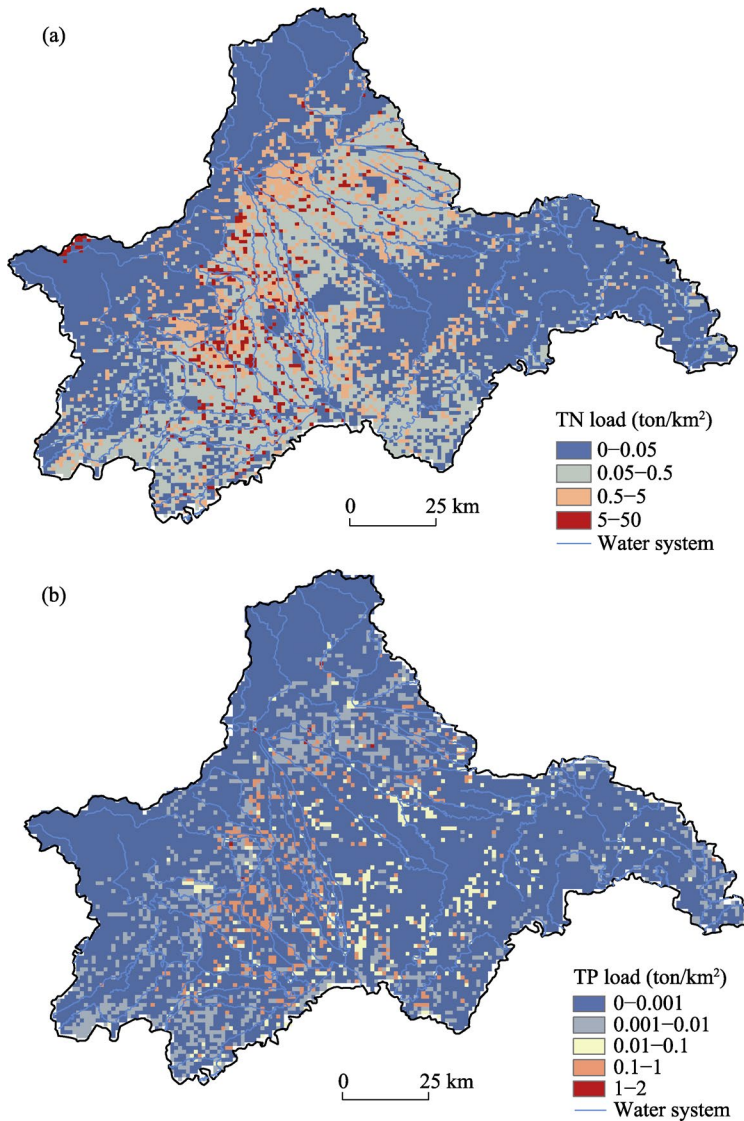 (a)
TN load (ton/km²)
0−0.05
0.05−0.5
0.5−5
5−50
Water system
0 25 km
(b)
TP load (ton/km²)
0−0.001
0.001−0.01
0.01−0.1
0.1−1
1−2
Water system
0 25 km